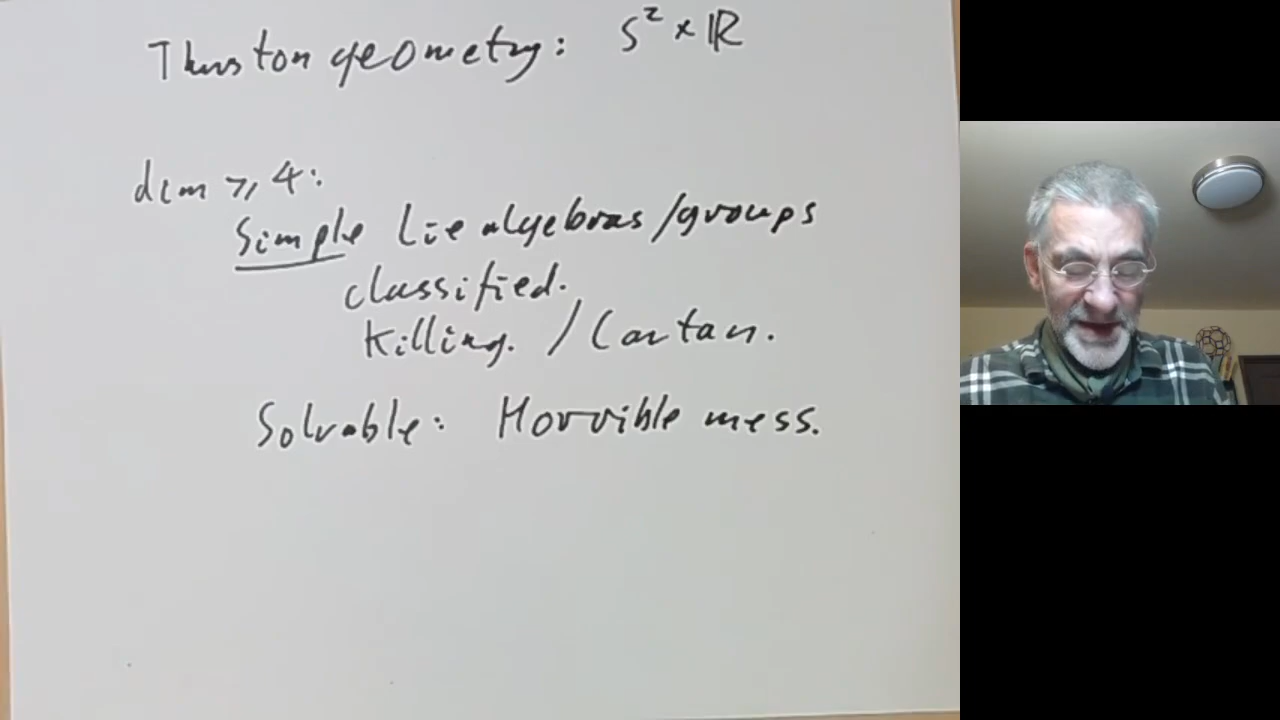 Thurston geometry: S² × ℝ
dim ⩾ 4:
Simple Lie algebras/groups
classified.
Killing. / Cartan.
Solvable: Horrible mess.